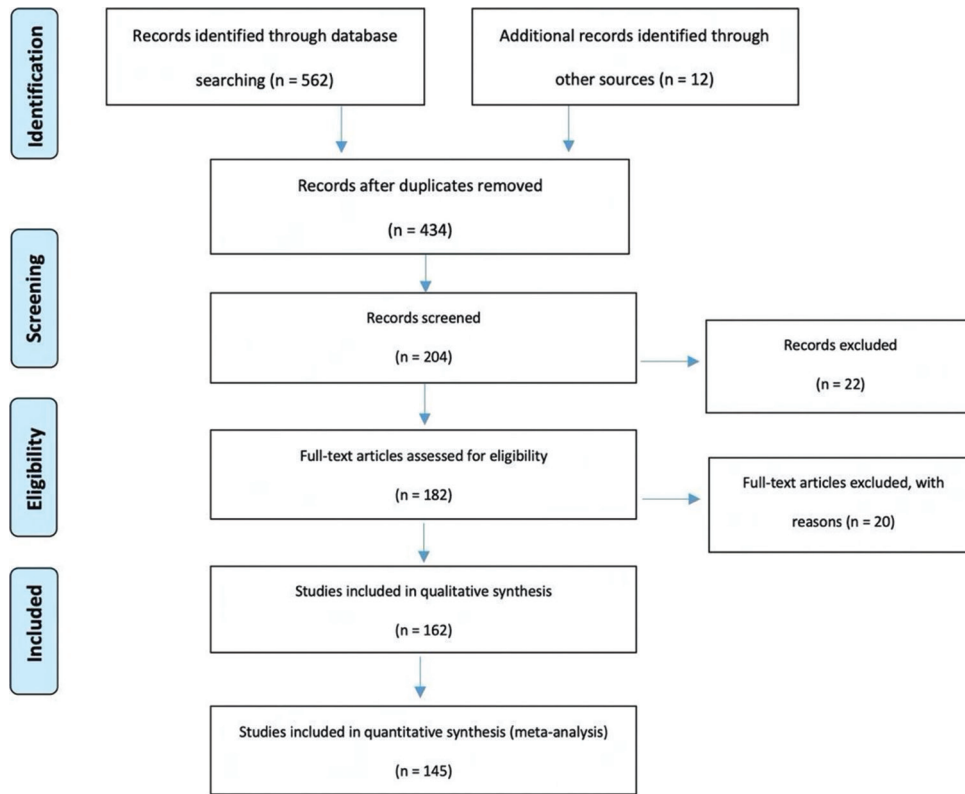 Identification
Records identified through database
searching (n = 562)
Additional records identified through
other sources (n = 12)
Records after duplicates removed
(n = 434)
Screening
Records screened
(n = 204)
Records excluded
(n = 22)
Eligibility
Full-text articles assessed for eligibility
(n = 182)
Full-text articles excluded, with
reasons (n = 20)
Included
Studies included in qualitative synthesis
(n = 162)
Studies included in quantitative synthesis (meta-analysis)
(n = 145)